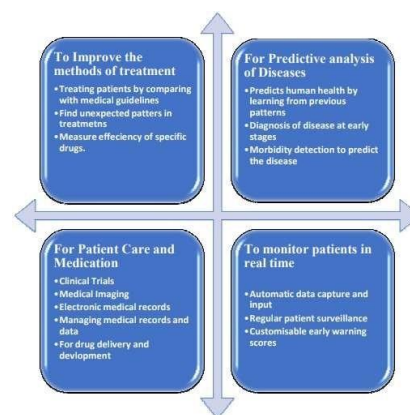 To Improve the
methods of treatment
•Treating patients by comparing
with medical guidelines
•Find unexpected patters in
treatmetns
•Measure effeciency of specific
drugs.
For Predictive analysis
of Diseases
•Predicts human health by
learning from previous
patterns
•Diagnosis of disease at early
stages
•Morbidity detection to predict
the disease
For Patient Care and
Medication
•Clinical Trials
•Medical Imaging
•Electronic medical records
•Managing medical records and
data
•For drug delivery and
devlopment
To monitor patients in
real time
•Automatic data capture and
input
•Regular patient surveillance
•Customisable early warning
scores